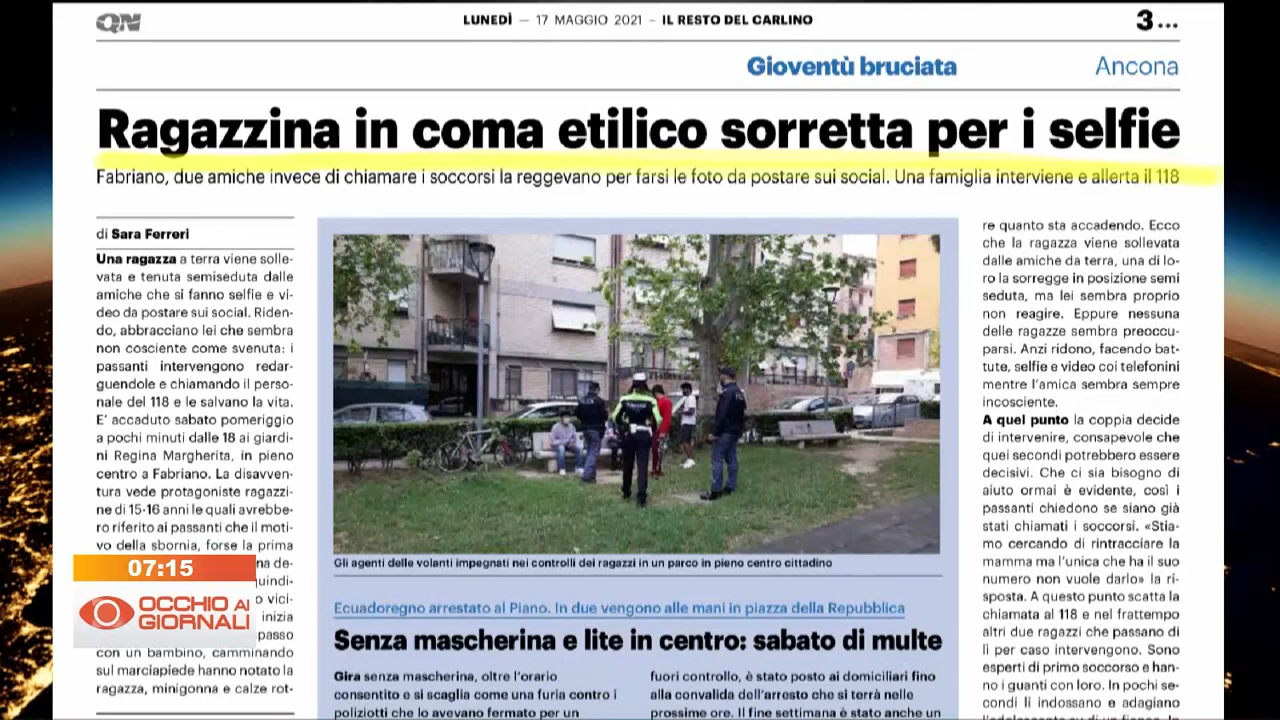 QN
LUNEDÌ — 17 MAGGIO 2021 – IL RESTO DEL CARLINO
3...
Gioventù bruciata
Ancona
Ragazzina in coma etilico sorretta per i selfie
Fabriano, due amiche invece di chiamare i soccorsi la reggevano per farsi le foto da postare sui social. Una famiglia interviene e allerta il 118
di Sara Ferreri
Una ragazza a terra viene solle-
vata e tenuta semiseduta dalle
amiche che si fanno selfie e vi-
deo da postare sui social. Riden-
do, abbracciano lei che sembra
non cosciente come svenuta: i
passanti intervengono redar-
guendole e chiamando il perso-
nale del 118 e le salvano la vita.
E' accaduto sabato pomeriggio
a pochi minuti dalle 18 ai giardi-
ni Regina Margherita, in pieno
centro a Fabriano. La disavven-
tura vede protagoniste ragazzi-
ne di 15-16 anni le quali avrebbe-
ro riferito ai passanti che il moti-
vo della sbornia, forse la prima
na de-
quindi-
o vici-
inizia
passo
con un bambino, camminando
sul marciapiede hanno notato la
ragazza, minigonna e calze rot-
07:15
OCCHIO AI
GIORNALI
Gli agenti delle volanti impegnati nei controlli dei ragazzi in un parco in pieno centro cittadino
Ecuadoregno arrestato al Piano. In due vengono alle mani in piazza della Repubblica
Senza mascherina e lite in centro: sabato di multe
Gira senza mascherina, oltre l'orario
consentito e si scaglia come una furia contro i
poliziotti che lo avevano fermato per un
fuori controllo, è stato posto ai domiciliari fino
alla convalida dell'arresto che si terrà nelle
prossime ore. Il fine settimana è stato anche un
re quanto sta accadendo. Ecco
che la ragazza viene sollevata
dalle amiche da terra, una di lo-
ro la sorregge in posizione semi
seduta, ma lei sembra proprio
non reagire. Eppure nessuna
delle ragazze sembra preoccu-
parsi. Anzi ridono, facendo bat-
tute, selfie e video coi telefonini
mentre l'amica sembra sempre
incosciente.
A quel punto la coppia decide
di intervenire, consapevole che
quei secondi potrebbero essere
decisivi. Che ci sia bisogno di
aiuto ormai è evidente, così i
passanti chiedono se siano già
stati chiamati i soccorsi. «Stia-
mo cercando di rintracciare la
mamma ma l'unica che ha il suo
numero non vuole darlo» la ri-
sposta. A questo punto scatta la
chiamata al 118 e nel frattempo
altri due ragazzi che passano di
lì per caso intervengono. Sono
esperti di primo soccorso e han-
no i guanti con loro. In pochi se-
condi li indossano e adagiano